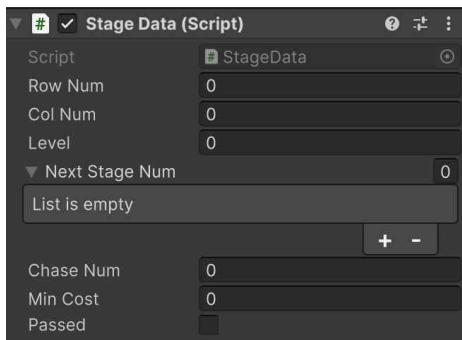 # Stage Data (Script)
Script # StageData
Row Num 0
Col Num 0
Level 0
Next Stage Num 0
List is empty
+ -
Chase Num 0
Min Cost 0
Passed